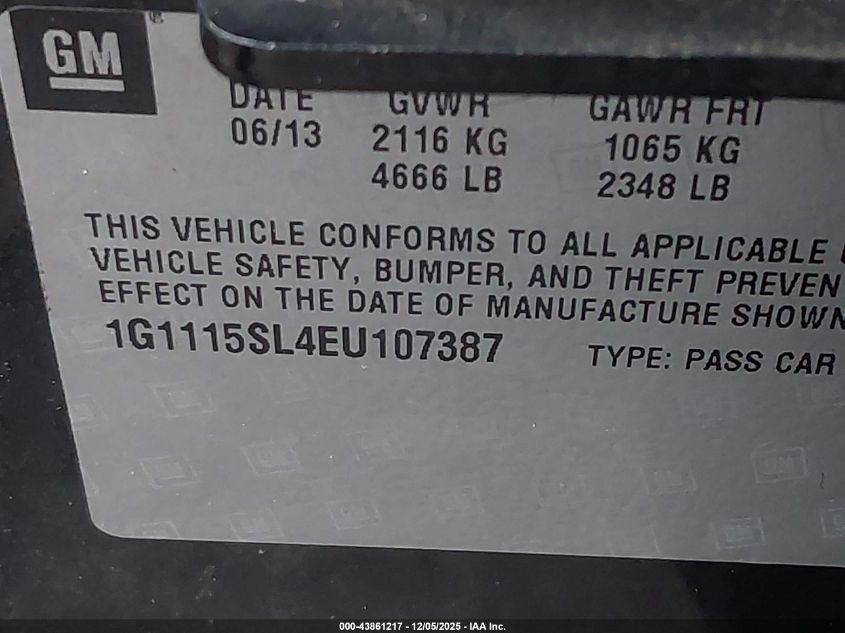 GM®
DATE GVWR GAWR FRT
06/13 2116 KG 1065 KG
4666 LB 2348 LB
THIS VEHICLE CONFORMS TO ALL APPLICABLE
VEHICLE SAFETY, BUMPER, AND THEFT PREVEN
EFFECT ON THE DATE OF MANUFACTURE SHOWN
1G1115SL4EU107387 TYPE: PASS CAR
000-43861217 - 12/05/2025 - IAA Inc.